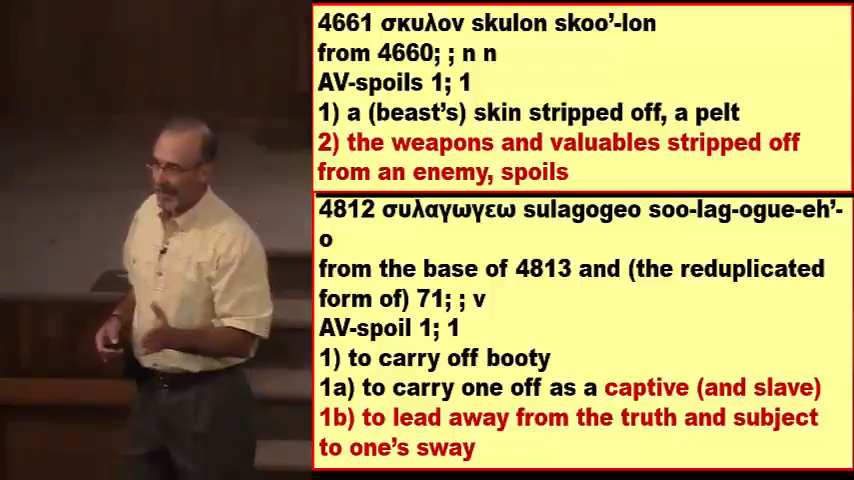 4661 σκυλον skulon skoo’-lon
from 4660; ; n n
AV-spoils 1; 1
1) a (beast’s) skin stripped off, a pelt
2) the weapons and valuables stripped off
from an enemy, spoils
4812 συλαγωγεω sulagogeo soo-lag-ogue-eh’-
o
from the base of 4813 and (the reduplicated
form of) 71; ; v
AV-spoil 1; 1
1) to carry off booty
1a) to carry one off as a captive (and slave)
1b) to lead away from the truth and subject
to one’s sway